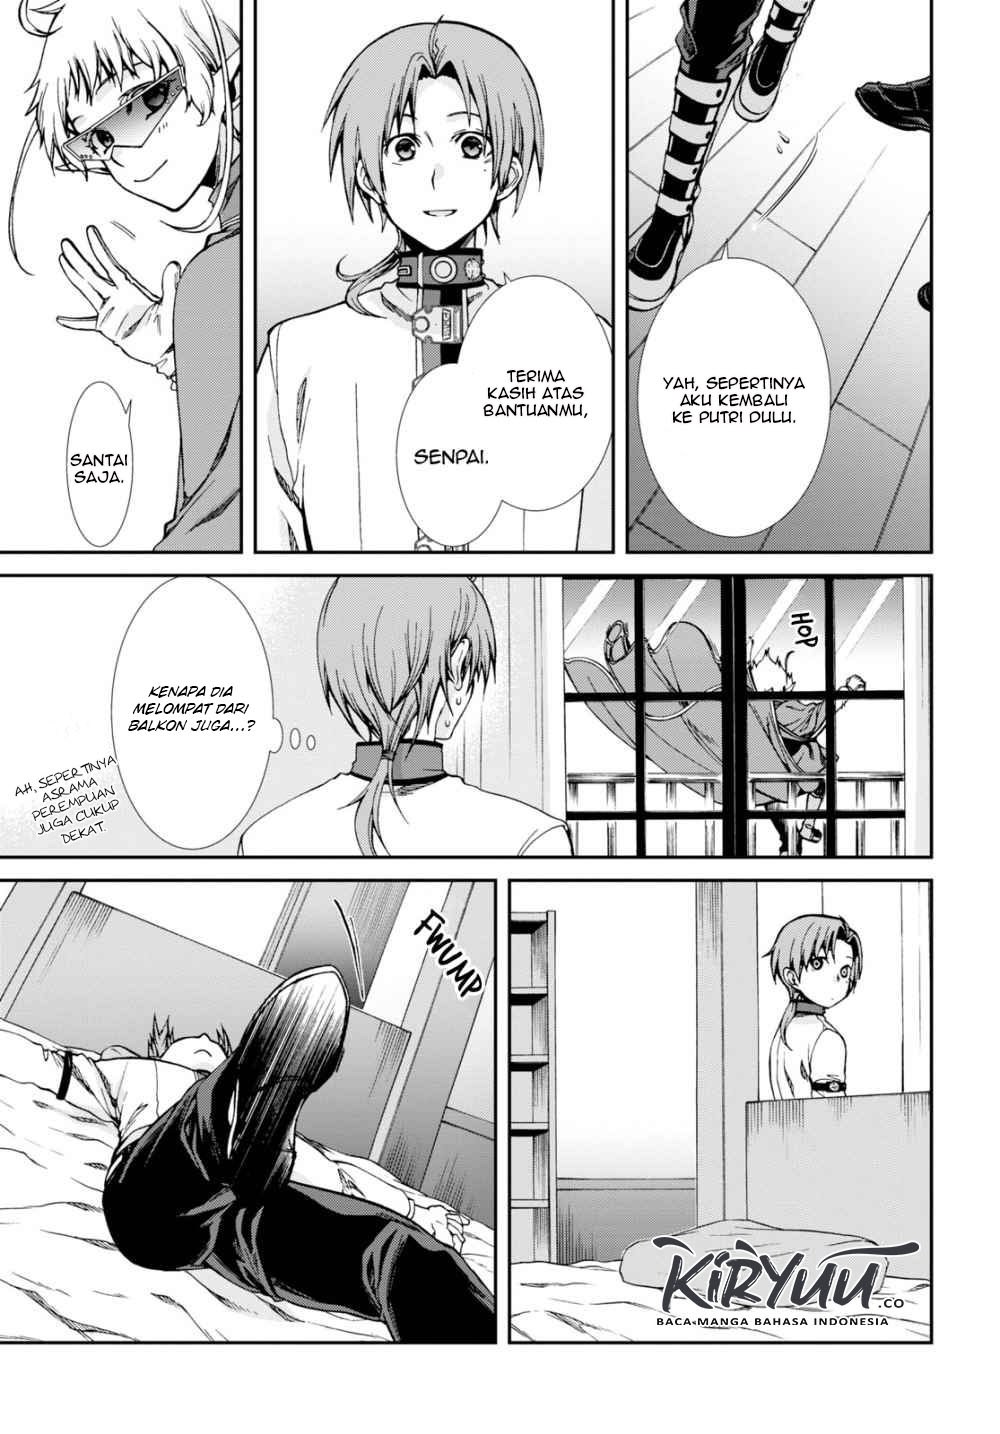 YAH, SEPERTINYA
AKU KEMBALI
KE PUTRI DULU.
TERIMA
KASIH ATAS
BANTUANMU,
SENPAI.
SANTAI
SAJA.
HOP
KENAPA DIA
MELOMPAT DARI
BALKON JUGA...?
AH, SEPERTINYA
ASRAMA
PEREMPUAN
JUGA CUKUP
DEKAT.
FWUMP
KIRYUU.CO
BACA MANGA BAHASA INDONESIA